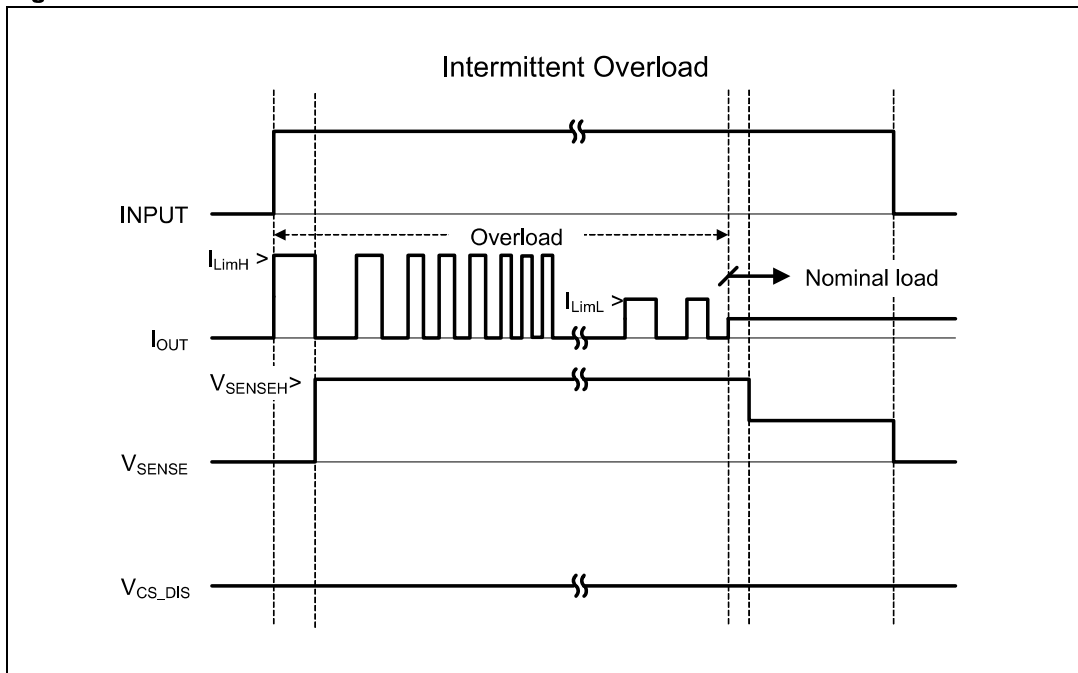 Intermittent Overload
INPUT
Overload
I_LimH >
Nominal load
I_LimL >
I_OUT
V_SENSEH >
V_SENSE
V_CS_DIS